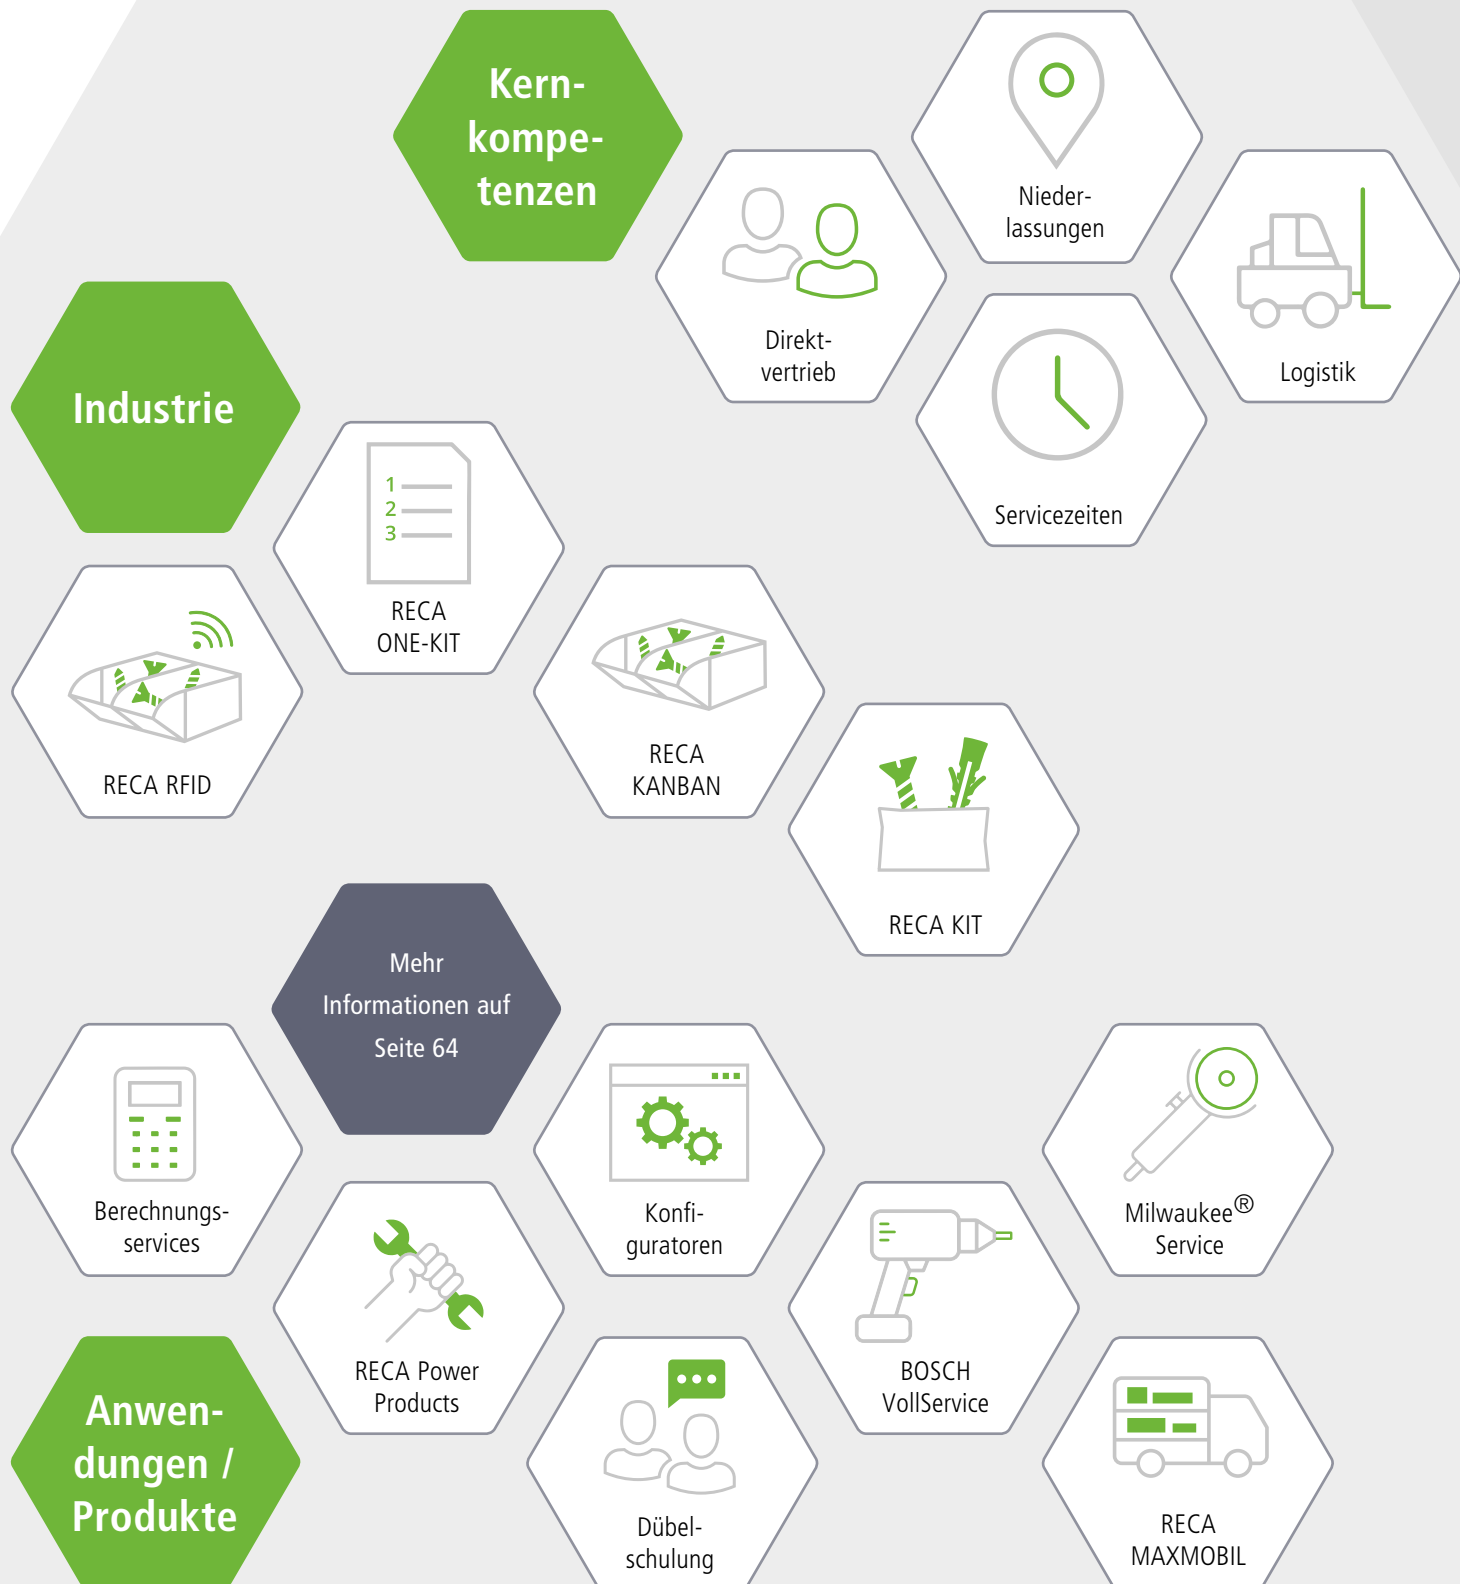 Kern-
kompe-
tenzen
Nieder-
lassungen
Direkt-
vertrieb
Logistik
Servicezeiten
Industrie
1
2
3
RECA
ONE-KIT
RECA RFID
RECA
KANBAN
RECA KIT
Mehr
Informationen auf
Seite 64
Berechnungs-
services
Konfi-
guratoren
Milwaukee®
Service
RECA Power
Products
BOSCH
VollService
Anwen-
dungen /
Produkte
Dübel-
schulung
RECA
MAXMOBIL